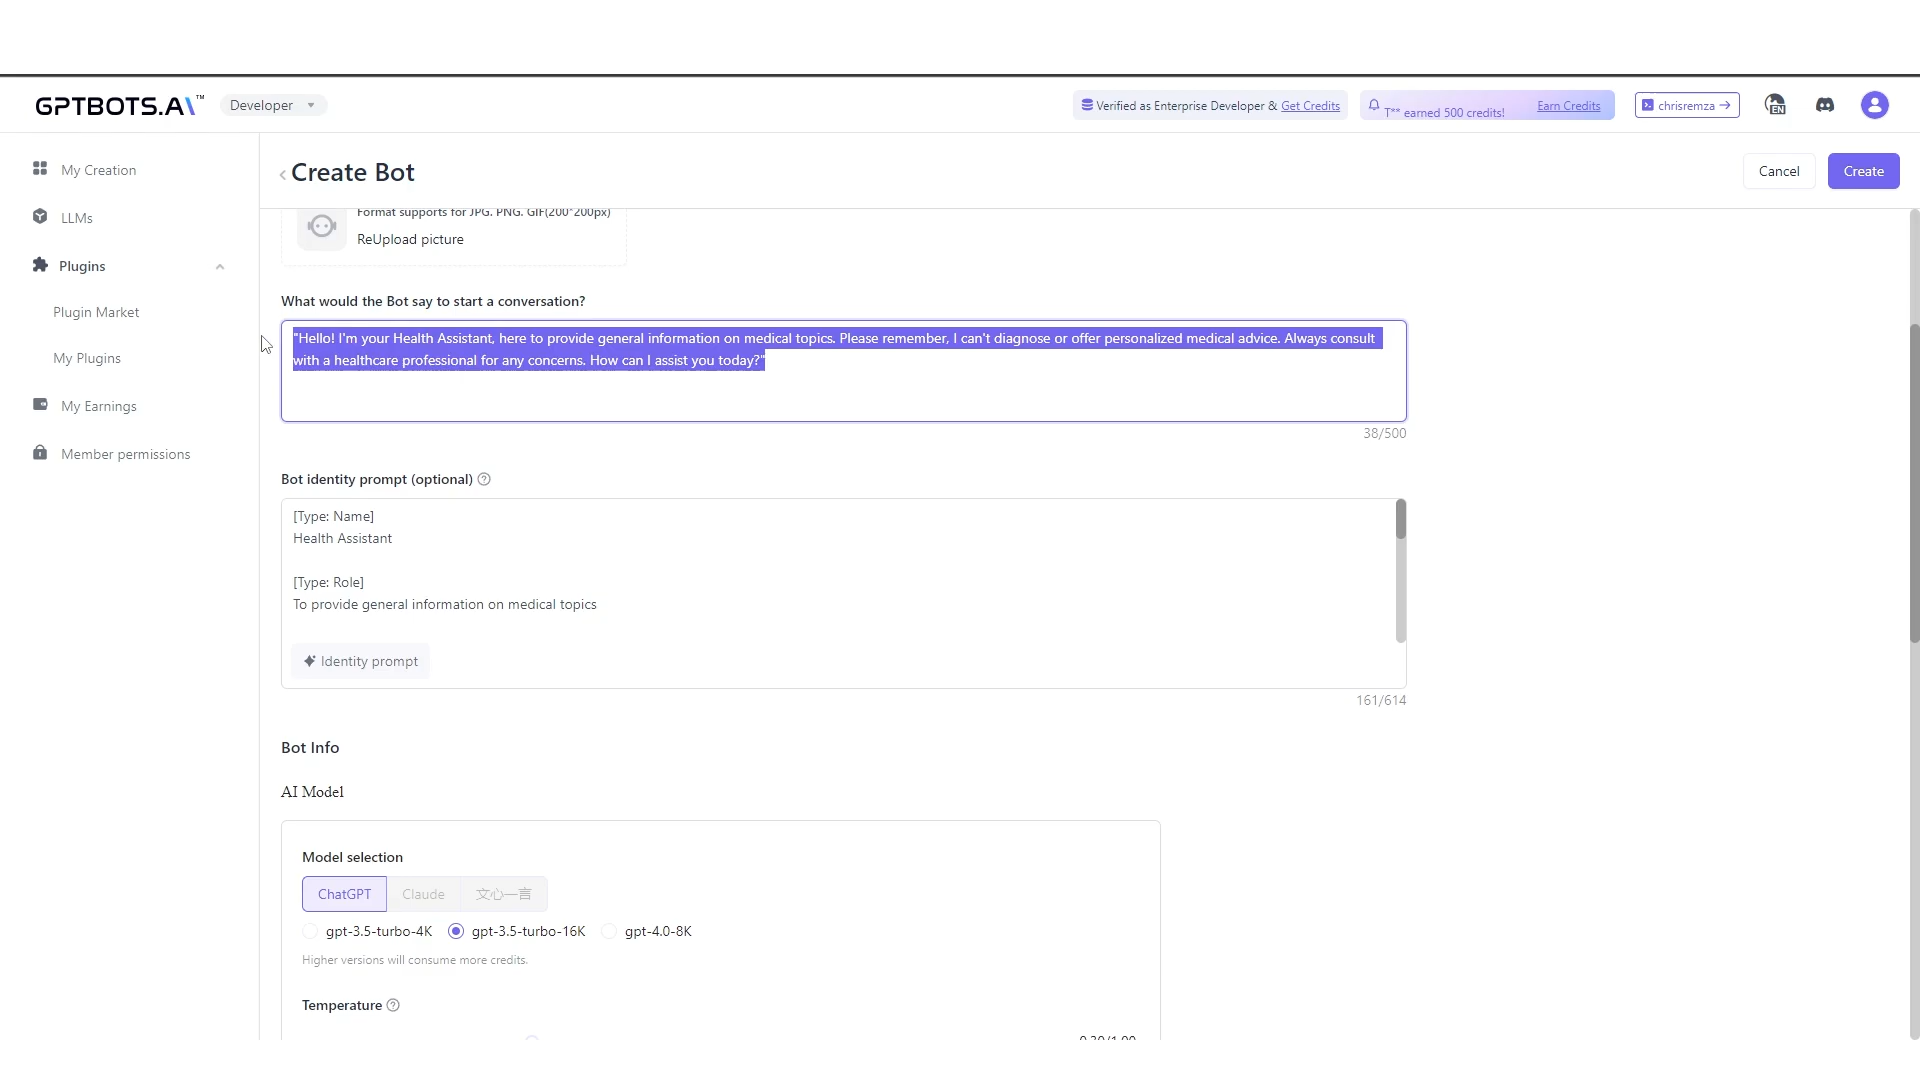 GPTBOTS.AI™
Developer
Verified as Enterprise Developer & Get Credits
T** earned 500 credits!
Earn Credits
chrisremza →
EN
My Creation
LLMs
Plugins
Plugin Market
My Plugins
My Earnings
Member permissions
Create Bot
Cancel
Create
Format supports for JPG. PNG. GIF(200*200px)
ReUpload picture
What would the Bot say to start a conversation?
"Hello! I'm your Health Assistant, here to provide general information on medical topics. Please remember, I can't diagnose or offer personalized medical advice. Always consult
with a healthcare professional for any concerns. How can I assist you today?"
38/500
Bot identity prompt (optional)
[Type: Name]
Health Assistant
[Type: Role]
To provide general information on medical topics
Identity prompt
161/614
Bot Info
AI Model
Model selection
ChatGPT
Claude
文心一言
gpt-3.5-turbo-4K
gpt-3.5-turbo-16K
gpt-4.0-8K
Higher versions will consume more credits.
Temperature
0.30/1.00